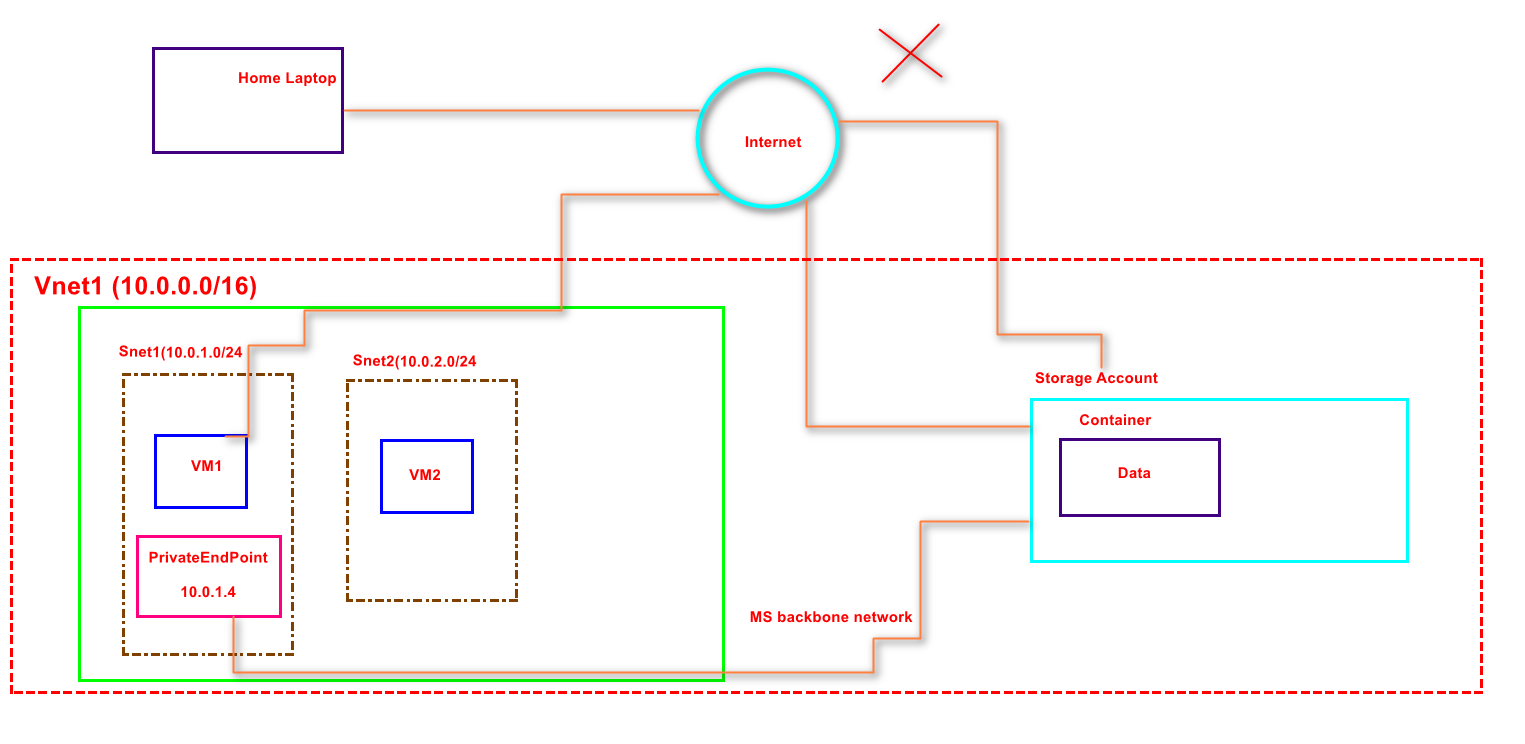 Home Laptop
Internet
Vnet1 (10.0.0.0/16)
Snet1(10.0.1.0/24
Snet2(10.0.2.0/24
Storage Account
Container
VM1
VM2
Data
PrivateEndPoint
10.0.1.4
MS backbone network